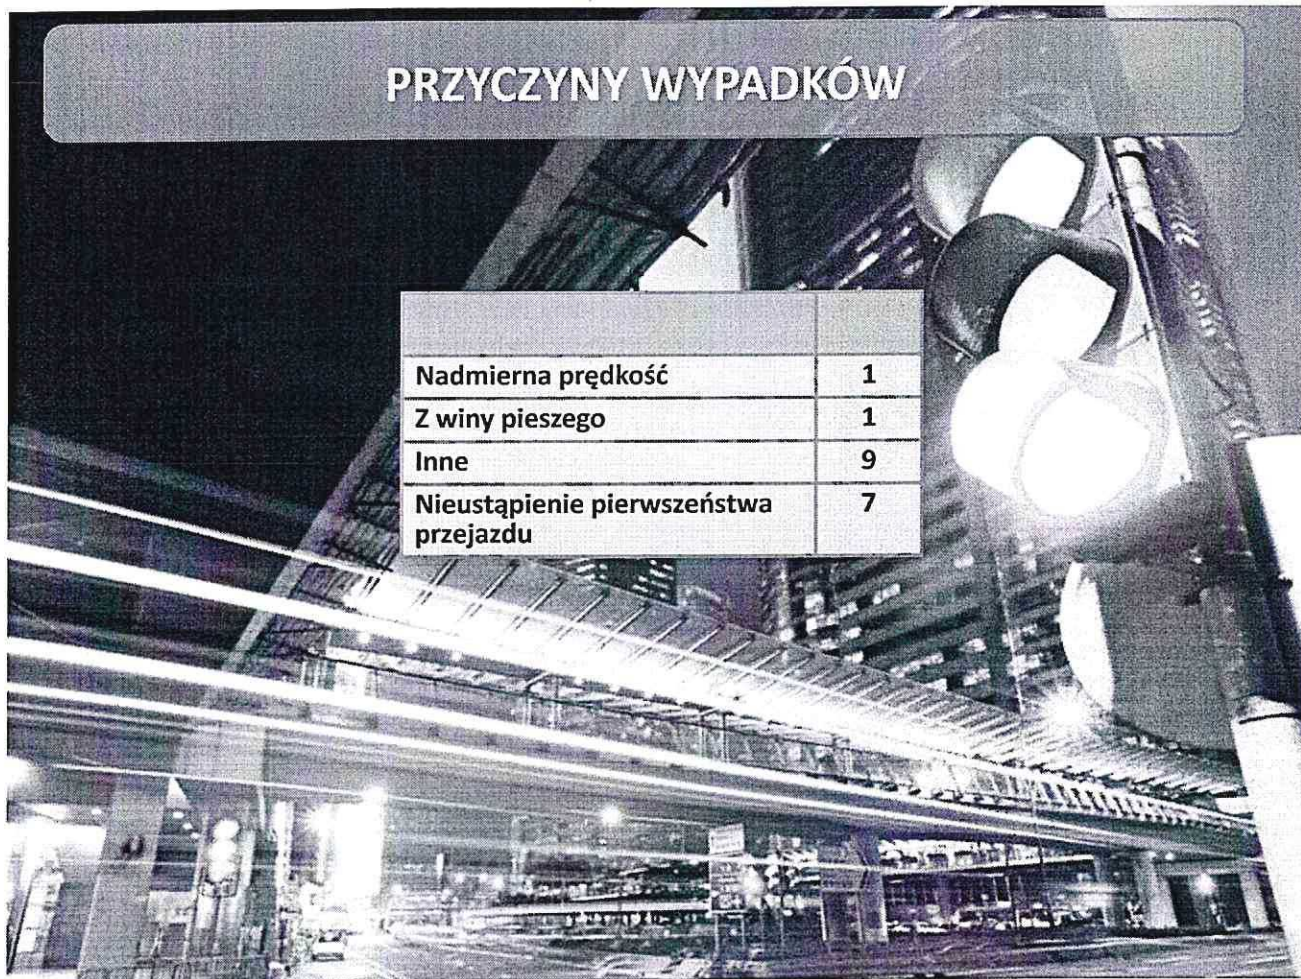 PRZYCZYNY WYPADKÓW
Nadmierna prędkość 1
Z winy pieszego 1
Inne 9
Nieustąpienie pierwszeństwa 7
przejazdu